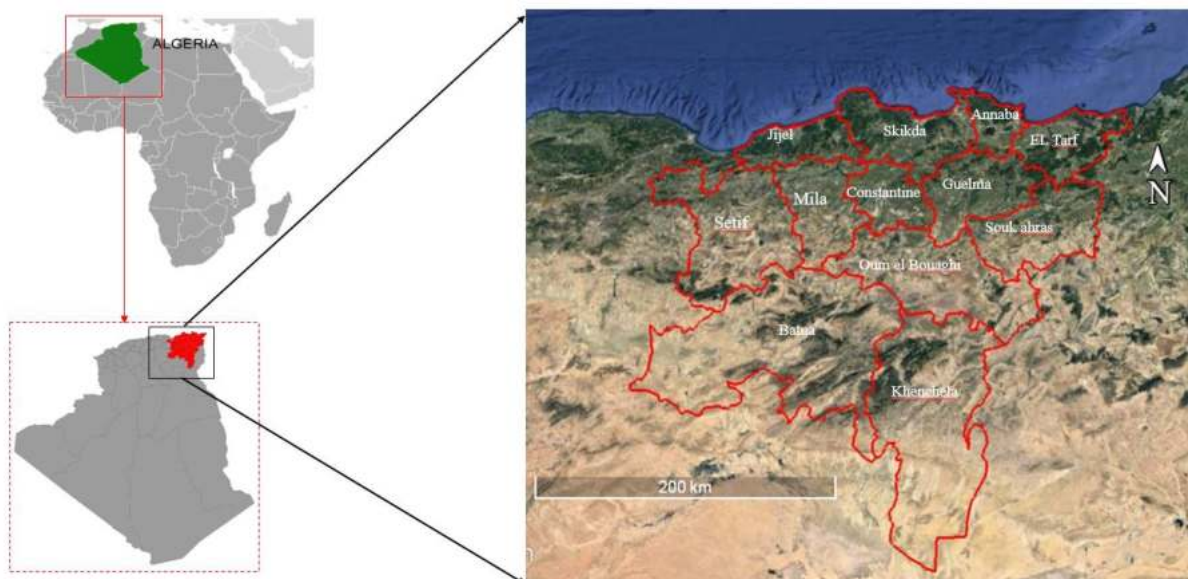 ALGERIA
Jijel
Skikda
Annaba
EL Tarf
N
Setif
Mila
Constantine
Guelma
Souk ahras
Oum el Bouaghi
Batna
Khenchela
200 km